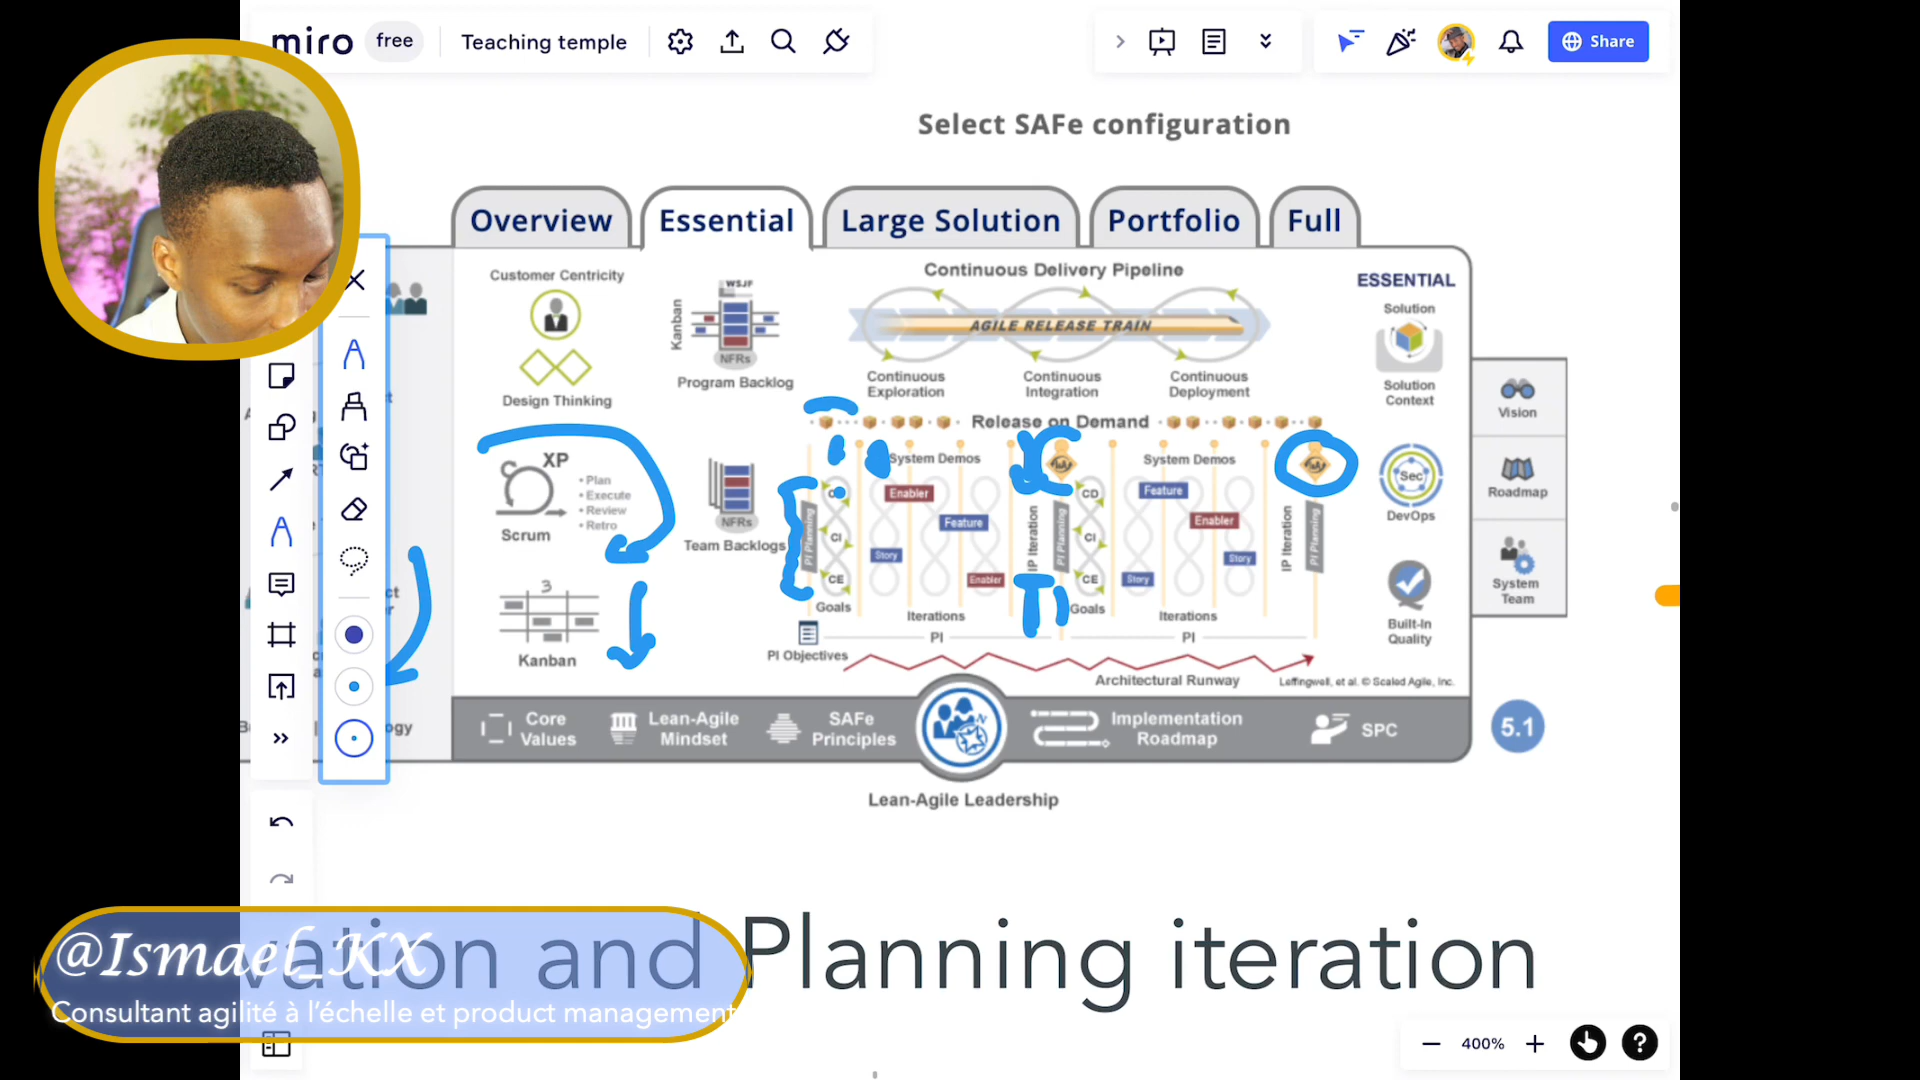 miro free Teaching temple
Share
Select SAFe configuration
Overview Essential Large Solution Portfolio Full
Customer Centricity
Design Thinking
XP
• Plan
• Execute
• Review
• Retro
Scrum
3
Kanban
WSJF
Kanban
NFRs
Program Backlog
NFRs
Team Backlogs
Continuous Delivery Pipeline
AGILE RELEASE TRAIN
Continuous
Exploration
Continuous
Integration
Continuous
Deployment
Release on Demand
System Demos
System Demos
PI Planning
CI
CE
Goals
Enabler
Feature
Story
Enabler
Iterations
IP Iteration
PI Planning
CD
CI
CE
Goals
Feature
Enabler
Story
Story
Iterations
IP Iteration
PI Planning
PI Objectives
PI
PI
Architectural Runway
Leffingwell, et al. © Scaled Agile, Inc.
ESSENTIAL
Solution
Solution
Context
Sec
DevOps
Built-In
Quality
Vision
Roadmap
System
Team
Core
Values
Lean-Agile
Mindset
SAFe
Principles
Implementation
Roadmap
SPC
5.1
Lean-Agile Leadership
vation and Planning iteration
@Ismael_KX
Consultant agilité à l'échelle et product management
400%